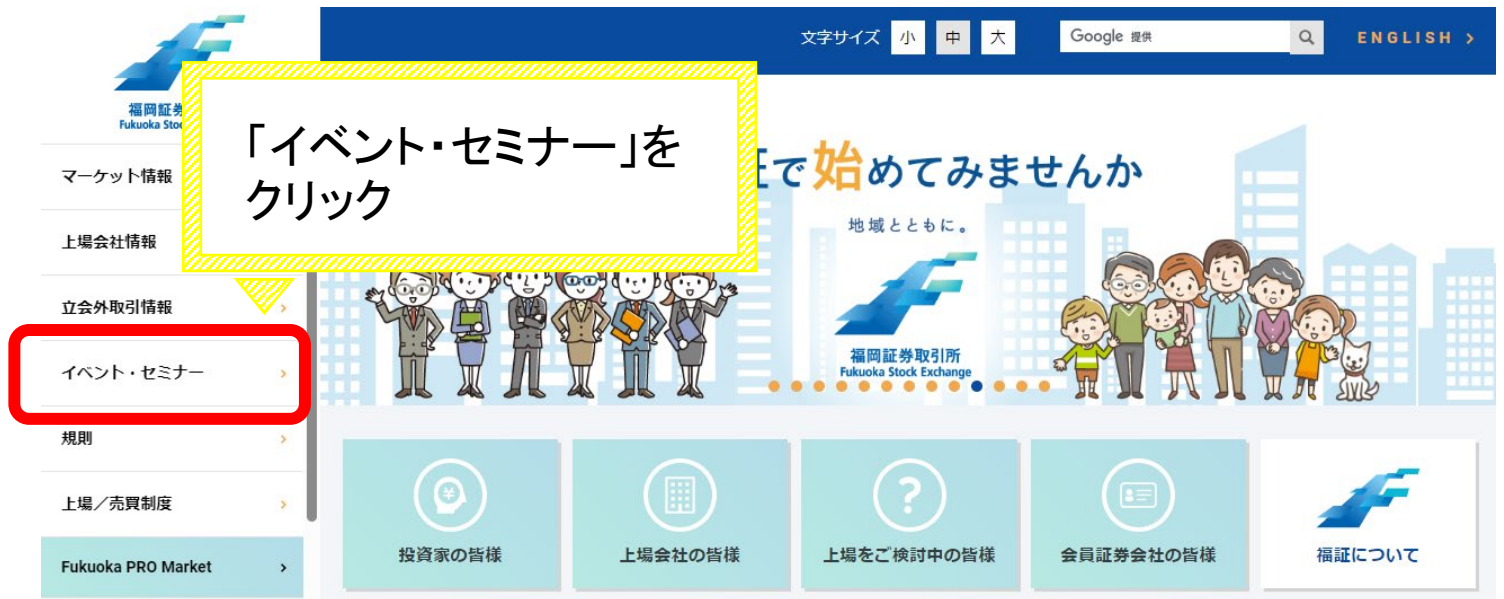 文字サイズ 小 中 大 Google 提供 ENGLISH >
福岡証
Fukuoka Stoc
「イベント・セミナー」を
クリック
マーケット情報
上場会社情報
立会外取引情報
イベント・セミナー
規則
上場/売買制度
Fukuoka PRO Market
で始めてみませんか
地域とともに。
福岡証券取引所
Fukuoka Stock Exchange
投資家の皆様
上場会社の皆様
上場をご検討中の皆様
会員証券会社の皆様
福証について